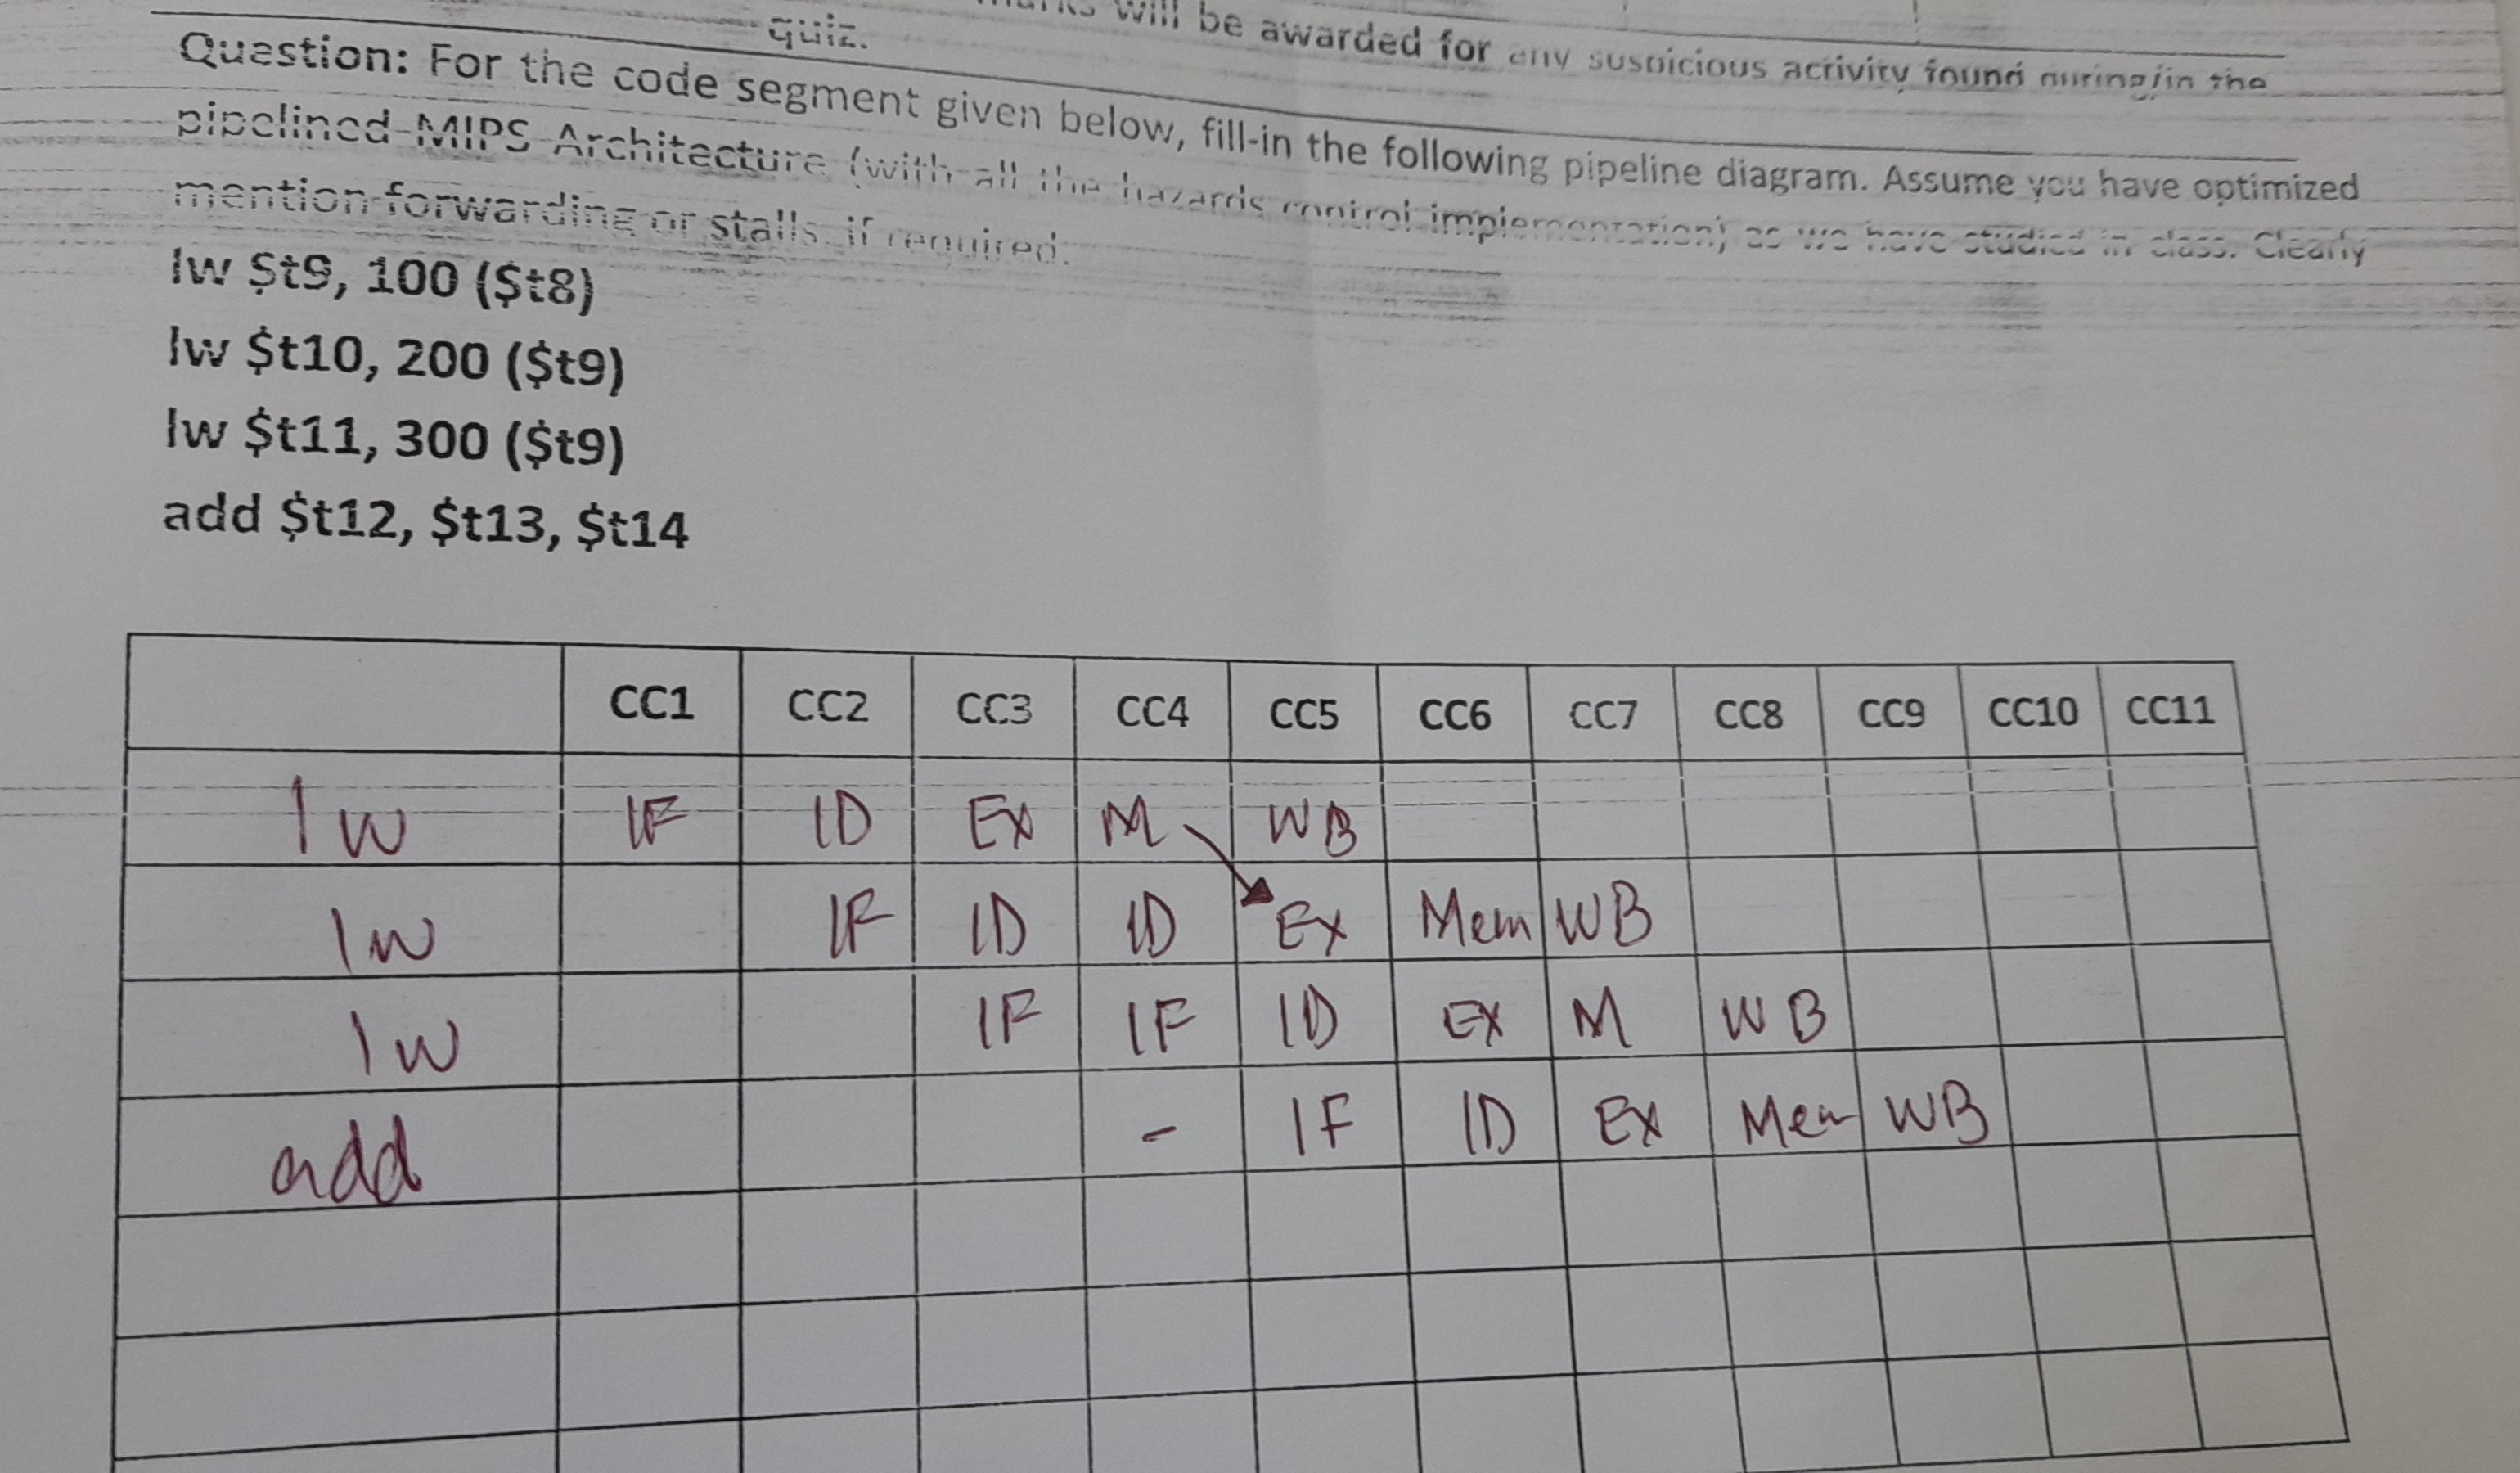 quiz.
marks will be awarded for any suspicious activity found during/in the
Question: For the code segment given below, fill-in the following pipeline diagram. Assume you have optimized
pipelined MIPS Architecture (with all the hazards control implementation) as we have studied in class. Clearly
mention forwarding or stalls if required.
lw $t9, 100 ($t8)
lw $t10, 200 ($t9)
lw $t11, 300 ($t9)
add $t12, $t13, $t14
CC1 CC2 CC3 CC4 CC5 CC6 CC7 CC8 CC9 CC10 CC11
lw IF ID EX M WB
lw IF ID ID EX Mem WB
lw IF IF ID EX M WB
add - IF ID EX Mem WB